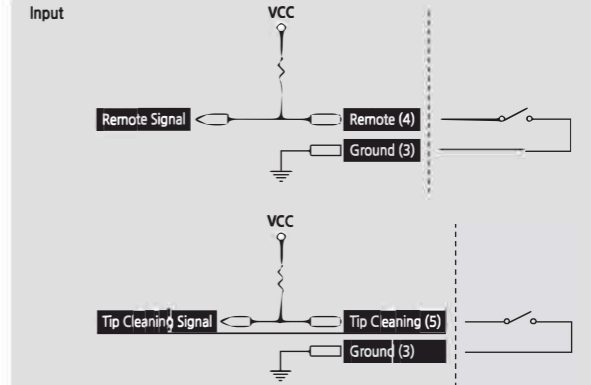 Input
VCC
Remote Signal
Remote (4)
Ground (3)
VCC
Tip Cleaning Signal
Tip Cleaning (5)
Ground (3)